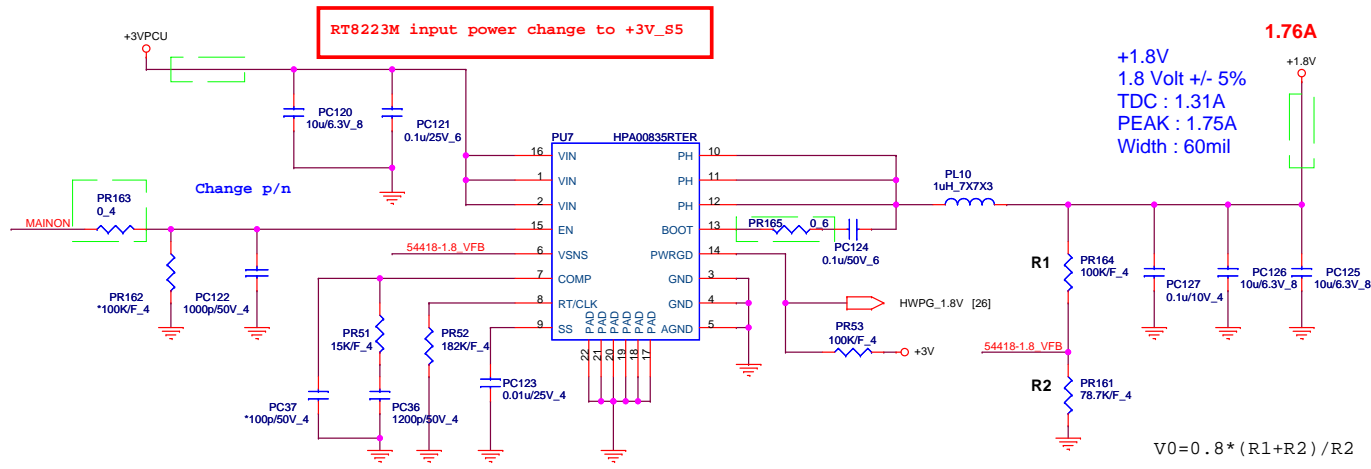 RT8223M input power change to +3V_S5
1.76A
+3VPCU
+1.8V
+1.8V
1.8 Volt +/- 5%
TDC : 1.31A
PEAK : 1.75A
Width : 60mil
PC120
10u/6.3V_8
PC121
0.1u/25V_6
PU7
HPA00835RTER
16
VIN
1
VIN
2
VIN
15
EN
6
VSNS
7
COMP
8
RT/CLK
9
SS
PH
10
PH
11
PH
12
BOOT
13
PWRGD
14
GND
3
GND
4
AGND
5
PAD
PAD
PAD
PAD
PAD
PAD
22
21
20
19
18
17
Change p/n
PR163
0_4
MAINON
PR162
*100K/F_4
PC122
1000p/50V_4
54418-1.8_VFB
PR51
15K/F_4
PR52
182K/F_4
PC37
*100p/50V_4
PC36
1200p/50V_4
PC123
0.01u/25V_4
PR165
0_6
PC124
0.1u/50V_6
PL10
1uH_7X7X3
HWPG_1.8V [26]
PR53
100K/F_4
+3V
R1
PR164
100K/F_4
PC127
0.1u/10V_4
PC126
10u/6.3V_8
PC125
10u/6.3V_8
54418-1.8_VFB
R2
PR161
78.7K/F_4
V0=0.8*(R1+R2)/R2